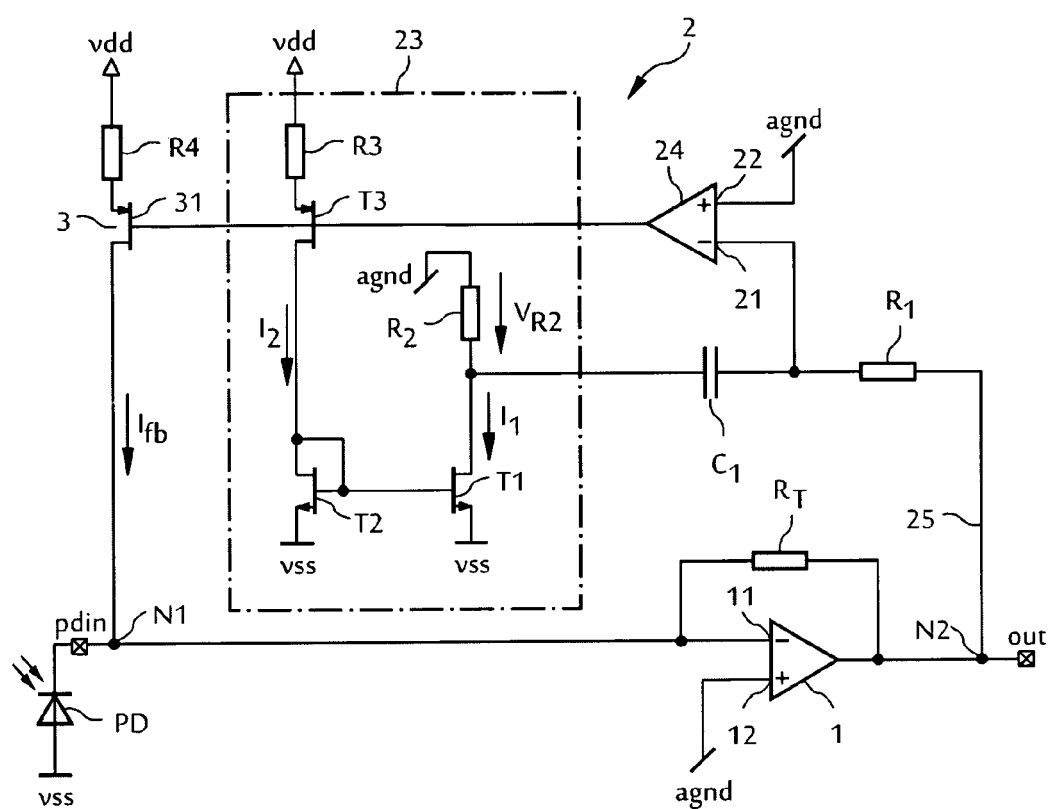 2
vdd
vdd
23
agnd
R4
R3
24
22
31
T3
3
+
−
agnd
21
R2
VR2
R1
I2
Ifb
I1
C1
T1
T2
RT
25
vss
vss
N1
pdin
11
N2
out
−
+
PD
12
1
agnd
vss